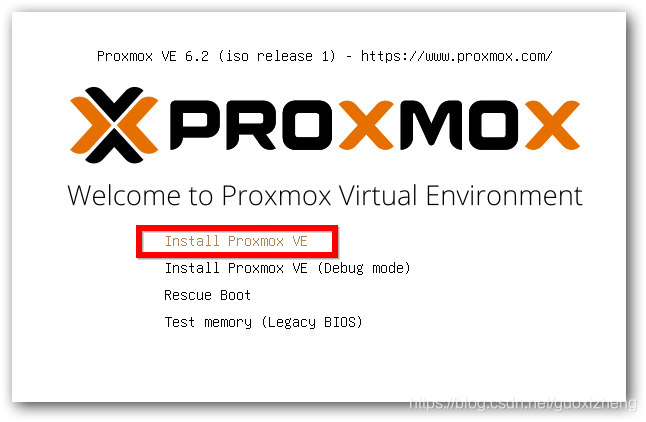 Proxmox VE 6.2 (iso release 1) - https://www.proxmox.com/
PROXMOX
Welcome to Proxmox Virtual Environment
Install Proxmox VE
Install Proxmox VE (Debug mode)
Rescue Boot
Test memory (Legacy BIOS)
https://blog.csdn.net/guoxizheng